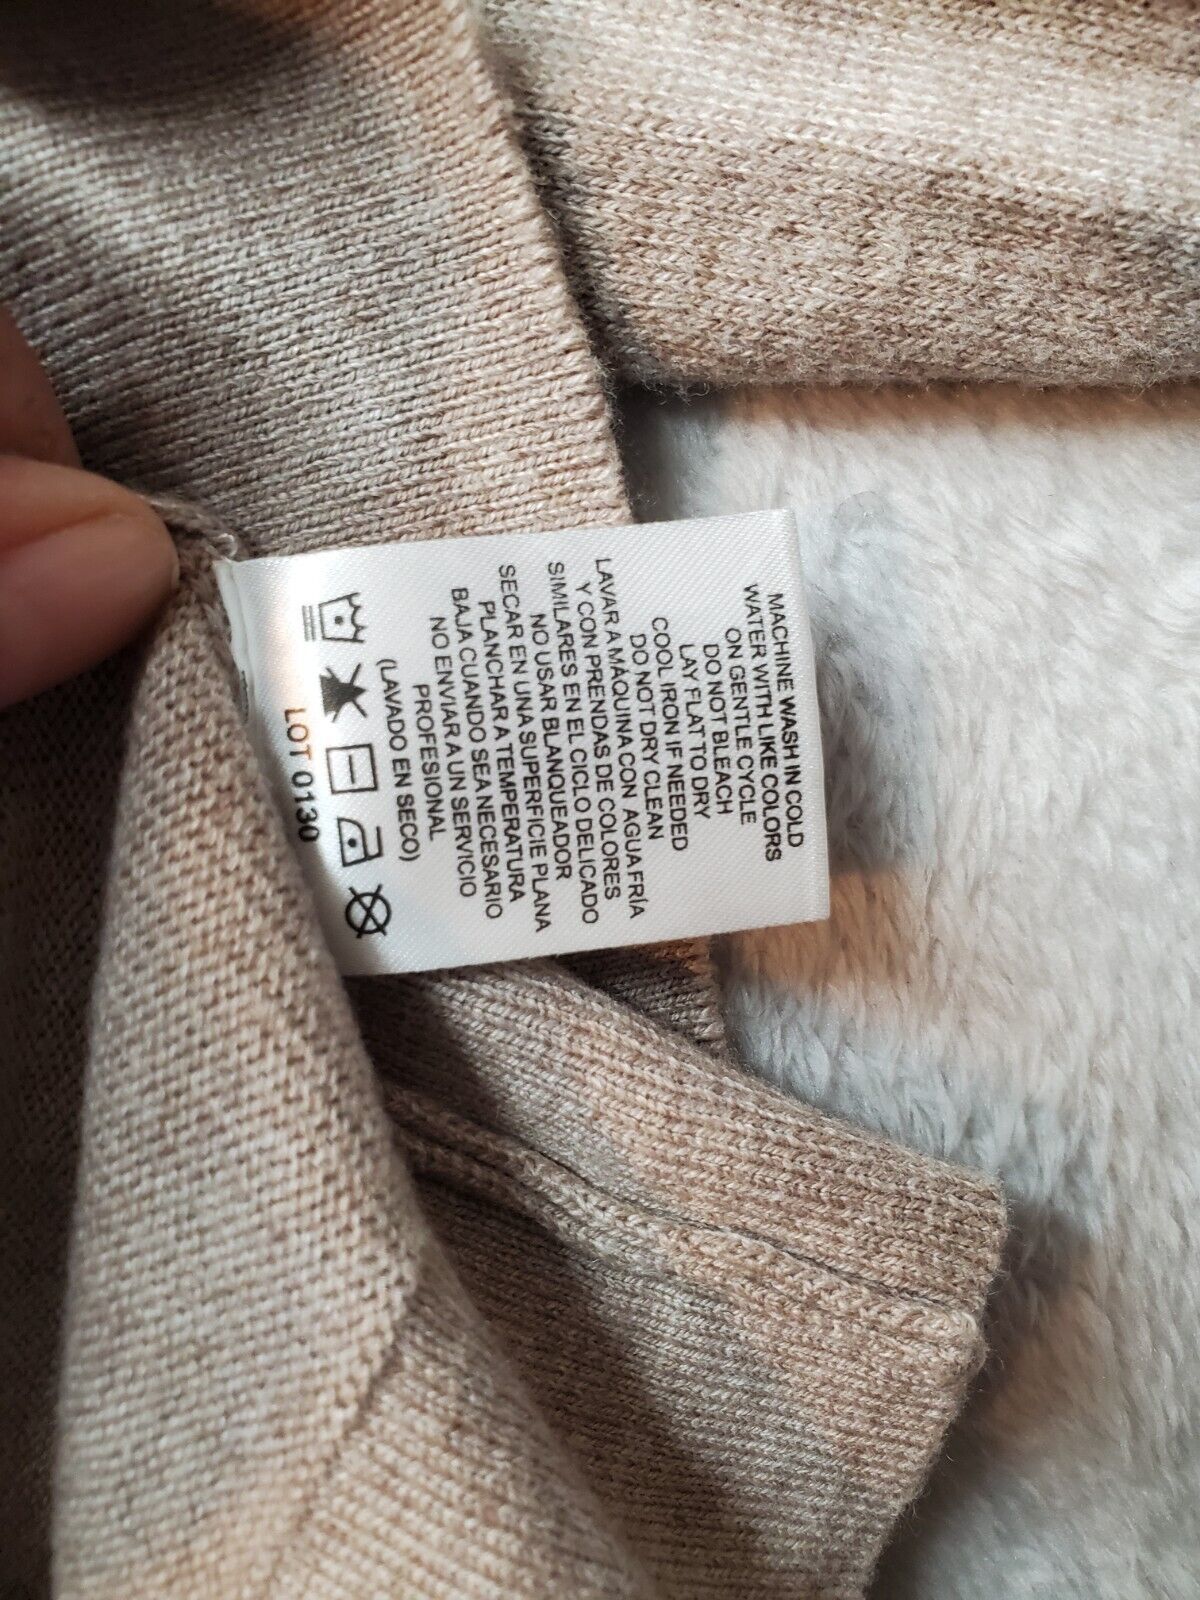 MACHINE WASH IN COLD
WATER WITH LIKE COLORS
ON GENTLE CYCLE
DO NOT BLEACH
LAY FLAT TO DRY
COOL IRON IF NEEDED
DO NOT DRY CLEAN
LAVAR A MÁQUINA CON AGUA FRÍA
Y CON PRENDAS DE COLORES
SIMILARES EN EL CICLO DELICADO
NO USAR BLANQUEADOR
SECAR EN UNA SUPERFICIE PLANA
PLANCHAR A TEMPERATURA
BAJA CUANDO SEA NECESARIO
NO ENVIAR A UN SERVICIO
PROFESIONAL
(LAVADO EN SECO)
LOT 0130